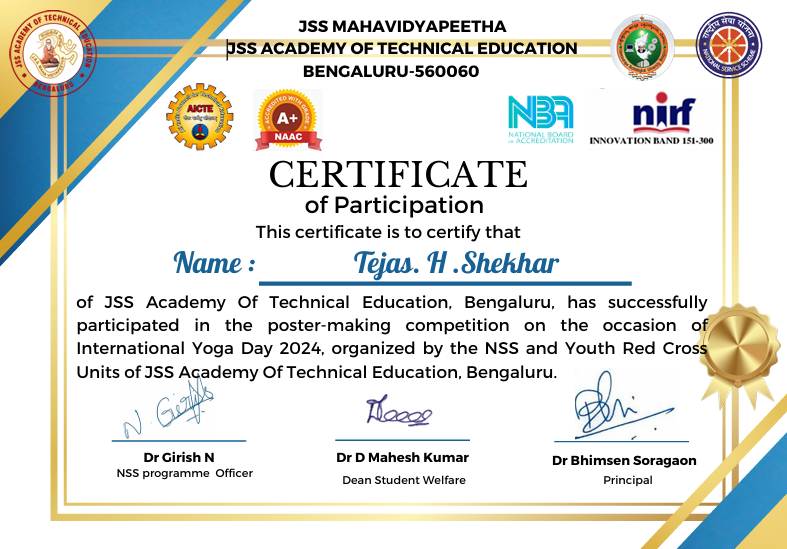 JSS MAHAVIDYAPEETHA
JSS ACADEMY OF TECHNICAL EDUCATION
BENGALURU-560060
JSS ACADEMY OF TECHNICAL EDUCATION
BENGALURU
राष्ट्रीय सेवा योजना
NATIONAL SERVICE SCHEME
AICTE
ACCREDITED WITH GRADE
A+
NAAC
NBA
NATIONAL BOARD
of ACCREDITATION
nirf
INNOVATION BAND 151-300
CERTIFICATE
of Participation
This certificate is to certify that
Name : Tejas. H .Shekhar
of JSS Academy Of Technical Education, Bengaluru, has successfully
participated in the poster-making competition on the occasion of
International Yoga Day 2024, organized by the NSS and Youth Red Cross
Units of JSS Academy Of Technical Education, Bengaluru.
Dr Girish N
NSS programme Officer
Dr D Mahesh Kumar
Dean Student Welfare
Dr Bhimsen Soragaon
Principal